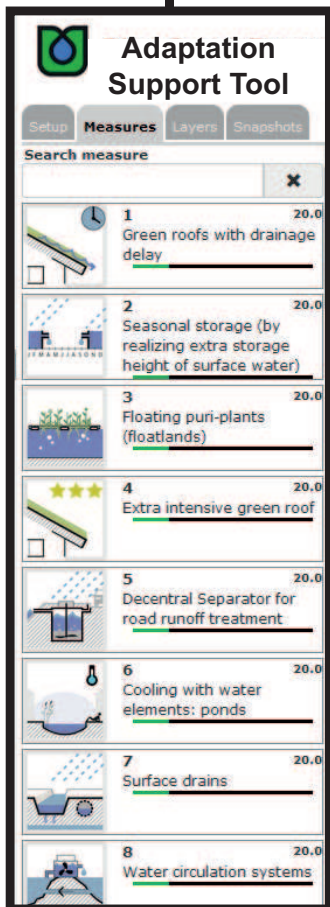 Adaptation
Support Tool
Setup Measures Layers Snapshots
Search measure
1 20.0
Green roofs with drainage
delay
2 20.0
Seasonal storage (by
realizing extra storage
height of surface water)
J F M A M J J A S O N D
3 20.0
Floating puri-plants
(floatlands)
4 20.0
Extra intensive green roof
5 20.0
Decentral Separator for
road runoff treatment
6 20.0
Cooling with water
elements: ponds
7 20.0
Surface drains
8 20.0
Water circulation systems